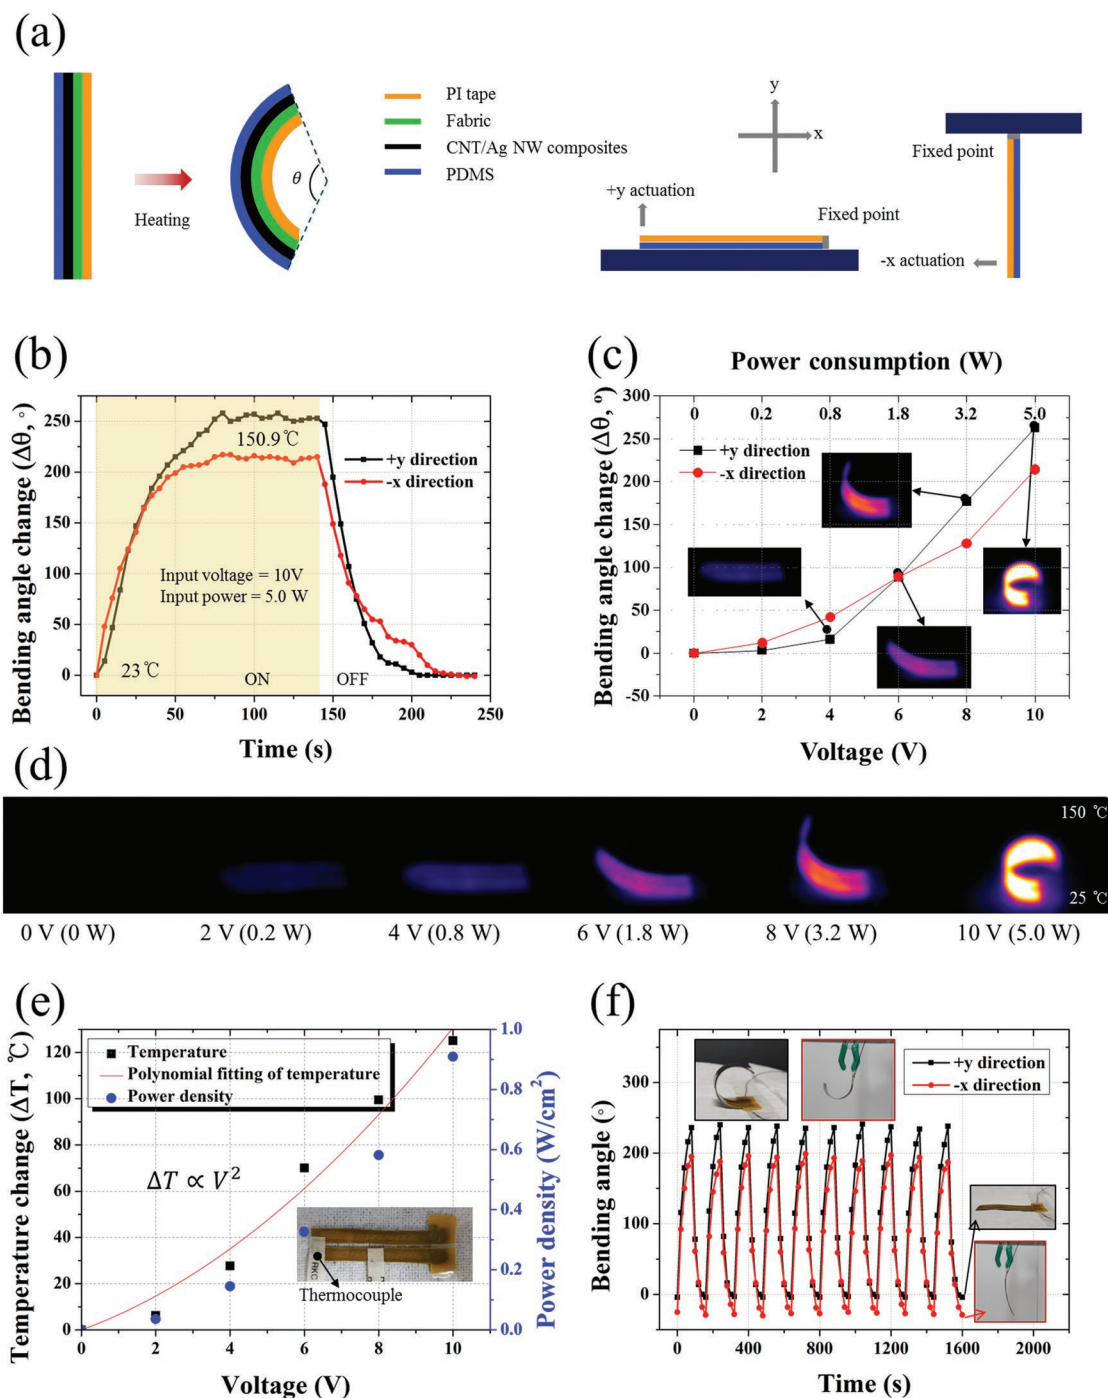 (a)
PI tape
Fabric
CNT/Ag NW composites
PDMS
Heating
θ
y
x
+y actuation
Fixed point
Fixed point
-x actuation
(b)
Bending angle change (Δθ, °)
250
200
150
100
50
0
150.9℃
+y direction
-x direction
Input voltage = 10V
Input power = 5.0 W
23℃
ON
OFF
0
50
100
150
200
250
Time (s)
(c)
Power consumption (W)
0
0.2
0.8
1.8
3.2
5.0
Bending angle change (Δθ, °)
300
250
200
150
100
50
0
-50
+y direction
-x direction
0
2
4
6
8
10
Voltage (V)
(d)
150 ℃
25 ℃
0 V (0 W)
2 V (0.2 W)
4 V (0.8 W)
6 V (1.8 W)
8 V (3.2 W)
10 V (5.0 W)
(e)
Temperature change (ΔT, ℃)
120
100
80
60
40
20
0
Temperature
Polynomial fitting of temperature
Power density
ΔT ∝ V²
RKC
Thermocouple
1.0
0.8
0.6
0.4
0.2
0.0
Power density (W/cm²)
0
2
4
6
8
10
Voltage (V)
(f)
Bending angle (°)
300
200
100
0
+y direction
-x direction
0
400
800
1200
1600
2000
Time (s)